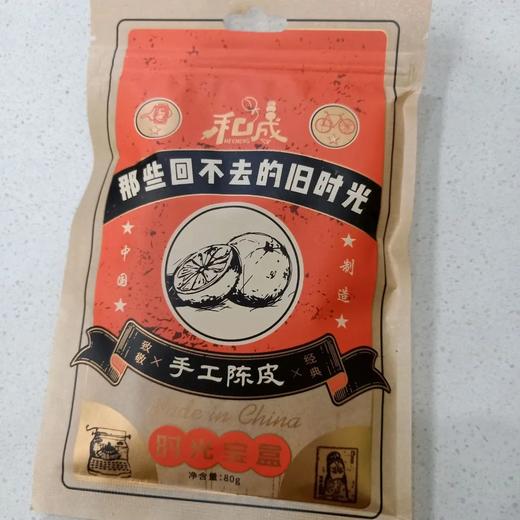 和成
HECHENG
那些回不去的旧时光
中国
制造
致敬
手工陈皮
经典
Made in China
时光宝盒
净含量:80g